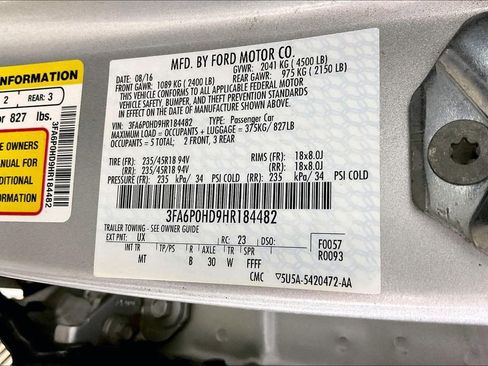 MFD. BY FORD MOTOR CO.
DATE: 08/16 GVWR: 2041 KG ( 4500 LB)
FRONT GAWR: 1089 KG ( 2400 LB) REAR GAWR: 975 KG ( 2150 LB)
THIS VEHICLE CONFORMS TO ALL APPLICABLE FEDERAL MOTOR
VEHICLE SAFETY, BUMPER, AND THEFT PREVENTION STANDARDS IN
EFFECT ON THE DATE OF MANUFACTURE SHOWN ABOVE.
VIN: 3FA6P0HD9HR184482 TYPE: Passenger Car
MAXIMUM LOAD = OCCUPANTS + LUGGAGE = 375KG/ 827LB
OCCUPANTS = 5 TOTAL: 2 FRONT, 3 REAR
TIRE (FR): 235/45R18 94V RIMS (FR): 18x8.0J
(RR): 235/45R18 94V (RR): 18x8.0J
PRESSURE (FR): 235 kPa/ 34 PSI COLD (RR): 235 kPa/ 34 PSI COLD
3FA6P0HD9HR184482
TRAILER TOWING - SEE OWNER GUIDE
EXT PNT: UX RC: 23 DSO: F0057
R0093
INT TR TP/PS R AXLE TR SPR
MT B 30 W FFFF
CMC 5U5A-5420472-AA
INFORMATION
2 REAR: 3
or 827 lbs.
E OWNERS
ANUAL FOR
DDITIONAL
FORMATION
3FA6P0HD9HR184482